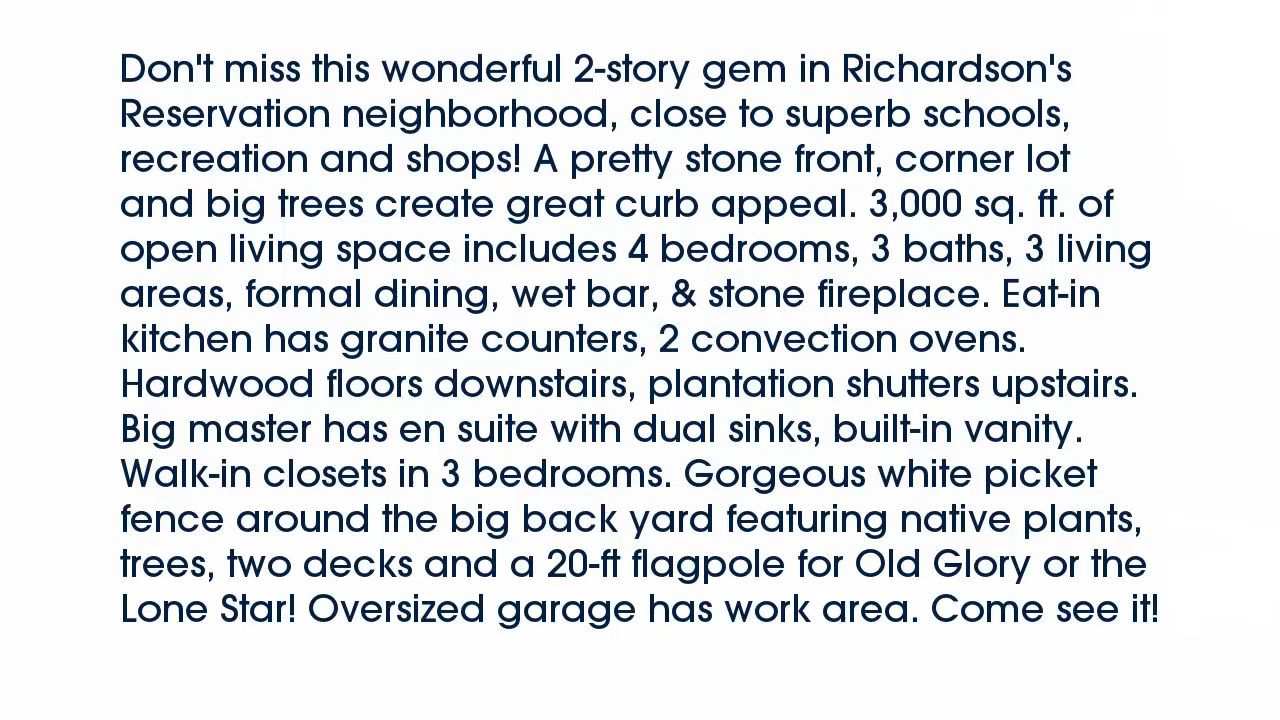 Don't miss this wonderful 2-story gem in Richardson's
Reservation neighborhood, close to superb schools,
recreation and shops! A pretty stone front, corner lot
and big trees create great curb appeal. 3,000 sq. ft. of
open living space includes 4 bedrooms, 3 baths, 3 living
areas, formal dining, wet bar, & stone fireplace. Eat-in
kitchen has granite counters, 2 convection ovens.
Hardwood floors downstairs, plantation shutters upstairs.
Big master has en suite with dual sinks, built-in vanity.
Walk-in closets in 3 bedrooms. Gorgeous white picket
fence around the big back yard featuring native plants,
trees, two decks and a 20-ft flagpole for Old Glory or the
Lone Star! Oversized garage has work area. Come see it!